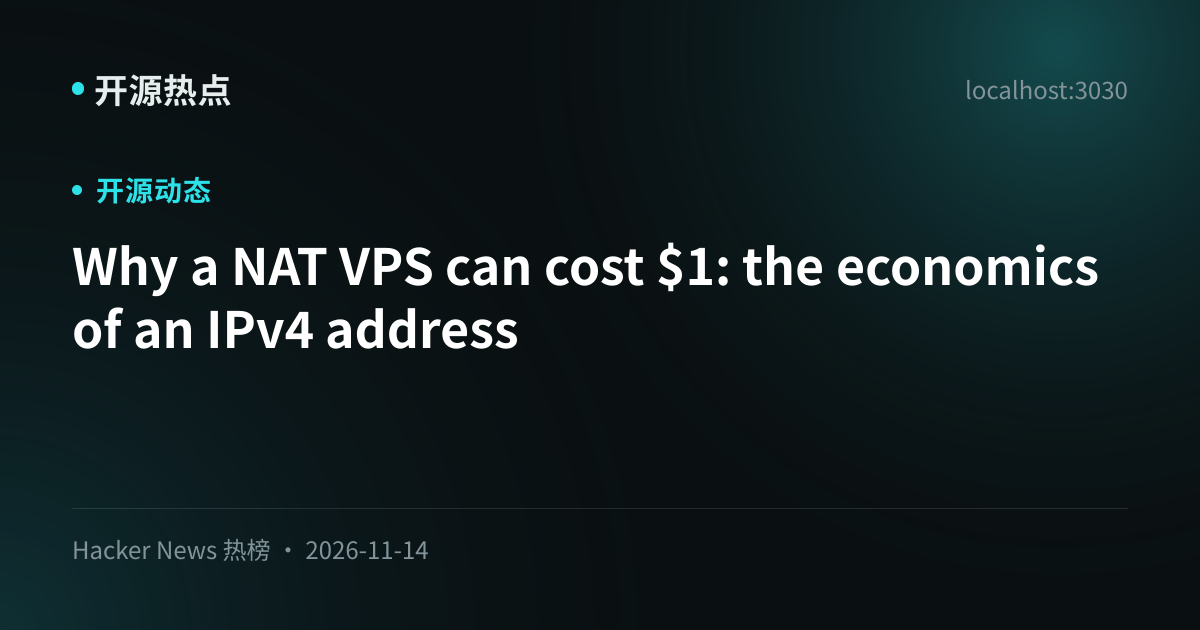 开源热点
localhost:3030
开源动态
Why a NAT VPS can cost $1: the economics
of an IPv4 address
Hacker News 热榜 · 2026-11-14